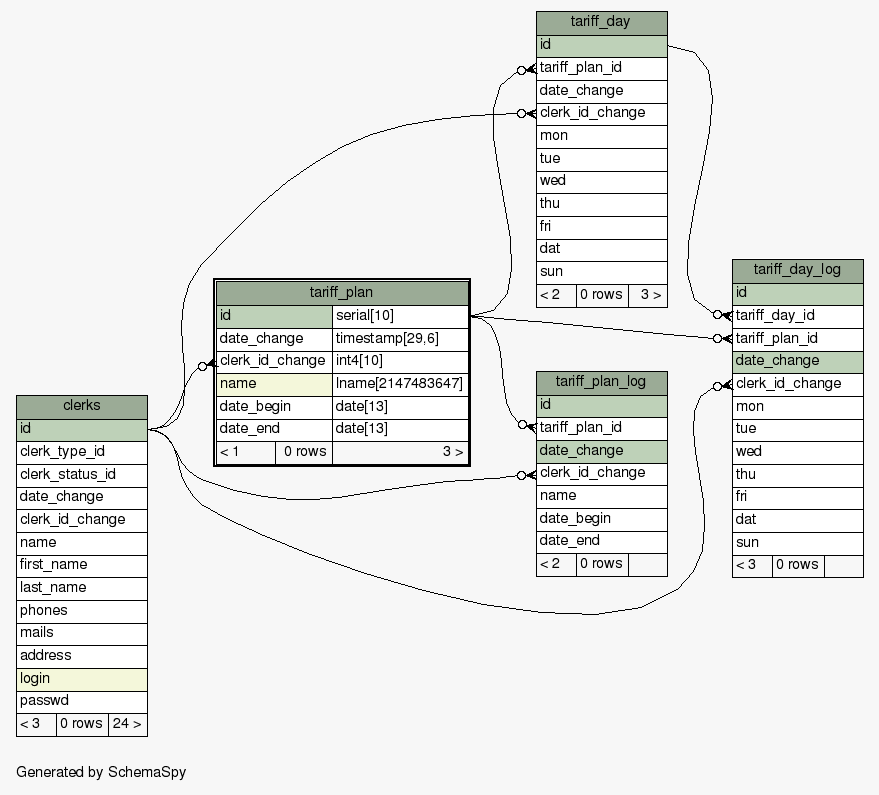 tariff_day
id
tariff_plan_id
date_change
clerk_id_change
mon
tue
wed
thu
fri
dat
sun
< 2 0 rows 3 >
tariff_plan
id serial[10]
date_change timestamp[29,6]
clerk_id_change int4[10]
name lname[2147483647]
date_begin date[13]
date_end date[13]
< 1 0 rows 3 >
tariff_day_log
id
tariff_day_id
tariff_plan_id
date_change
clerk_id_change
mon
tue
wed
thu
fri
dat
sun
< 3 0 rows
tariff_plan_log
id
tariff_plan_id
date_change
clerk_id_change
name
date_begin
date_end
< 2 0 rows
clerks
id
clerk_type_id
clerk_status_id
date_change
clerk_id_change
name
first_name
last_name
phones
mails
address
login
passwd
< 3 0 rows 24 >
Generated by SchemaSpy